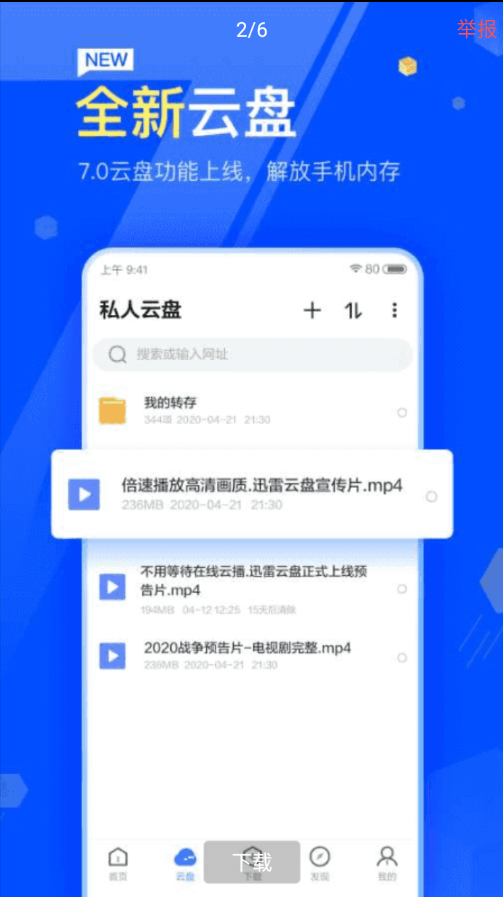 2/6
举报
NEW
全新云盘
7.0云盘功能上线，解放手机内存
上午 9:41
80
私人云盘
搜索或输入网址
我的转存
344项 2020-04-21 21:30
倍速播放高清画质.迅雷云盘宣传片.mp4
236MB 2020-04-21 21:30
不用等待在线云播.迅雷云盘正式上线预
告片.mp4
194MB 04-12 12:25 15天后清除
2020战争预告片-电视剧完整.mp4
236MB 2020-04-21 21:30
首页
云盘
下载
下载
发现
我的